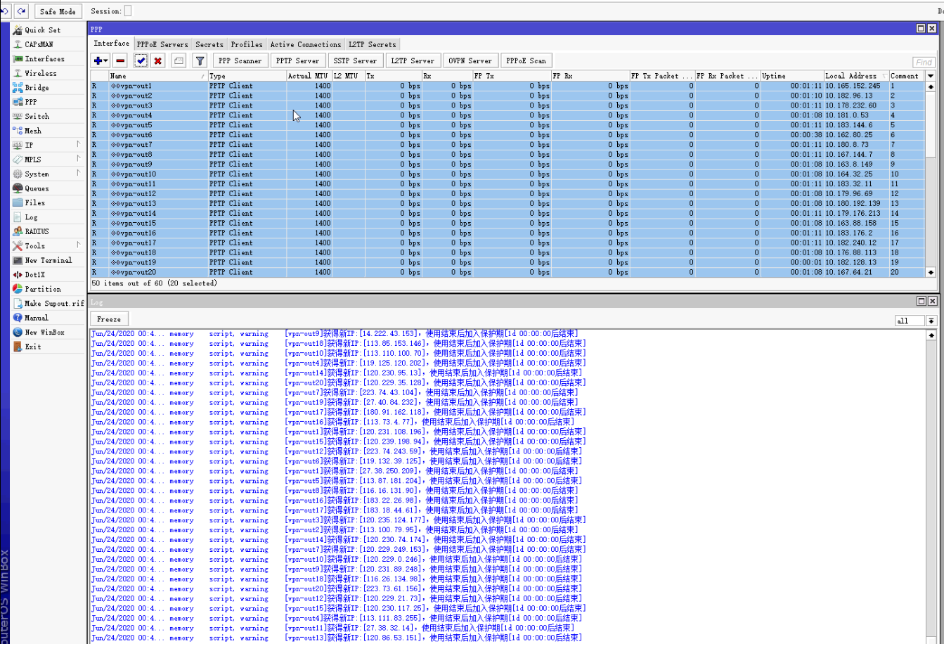 Safe Mode Session:
Quick Set
CAPsMAN
Interfaces
Wireless
Bridge
PPP
Switch
Mesh
IP
MPLS
System
Queues
Files
Log
RADIUS
Tools
New Terminal
Dot1X
Partition
Make Supout.rif
Manual
New WinBox
Exit
uterOS WinBox
PPP
Interface PPPoE Servers Secrets Profiles Active Connections L2TP Secrets
PPP Scanner PPTP Server SSTP Server L2TP Server OVPN Server PPPoE Scan Find
Name Type Actual MTU L2 MTU Tx Rx FP Tx FP Rx FP Tx Packet ... FP Rx Packet ... Uptime Local Address Comment
R vpn-out1 PPTP Client 1400 0 bps 0 bps 0 bps 0 bps 0 0 00:01:11 10.165.152.245 1
R vpn-out2 PPTP Client 1400 0 bps 0 bps 0 bps 0 bps 0 0 00:01:10 10.182.96.13 2
R vpn-out3 PPTP Client 1400 0 bps 0 bps 0 bps 0 bps 0 0 00:01:11 10.178.232.60 3
R vpn-out4 PPTP Client 1400 0 bps 0 bps 0 bps 0 bps 0 0 00:01:08 10.181.0.53 4
R vpn-out5 PPTP Client 1400 0 bps 0 bps 0 bps 0 bps 0 0 00:01:11 10.183.144.6 5
R vpn-out6 PPTP Client 1400 0 bps 0 bps 0 bps 0 bps 0 0 00:00:38 10.162.80.25 6
R vpn-out7 PPTP Client 1400 0 bps 0 bps 0 bps 0 bps 0 0 00:01:11 10.180.8.73 7
R vpn-out8 PPTP Client 1400 0 bps 0 bps 0 bps 0 bps 0 0 00:01:11 10.167.144.7 8
R vpn-out9 PPTP Client 1400 0 bps 0 bps 0 bps 0 bps 0 0 00:01:08 10.163.8.149 9
R vpn-out10 PPTP Client 1400 0 bps 0 bps 0 bps 0 bps 0 0 00:01:08 10.164.32.25 10
R vpn-out11 PPTP Client 1400 0 bps 0 bps 0 bps 0 bps 0 0 00:01:11 10.183.32.11 11
R vpn-out12 PPTP Client 1400 0 bps 0 bps 0 bps 0 bps 0 0 00:01:08 10.179.96.69 12
R vpn-out13 PPTP Client 1400 0 bps 0 bps 0 bps 0 bps 0 0 00:01:08 10.180.192.139 13
R vpn-out14 PPTP Client 1400 0 bps 0 bps 0 bps 0 bps 0 0 00:01:11 10.179.176.213 14
R vpn-out15 PPTP Client 1400 0 bps 0 bps 0 bps 0 bps 0 0 00:01:08 10.163.88.158 15
R vpn-out16 PPTP Client 1400 0 bps 0 bps 0 bps 0 bps 0 0 00:01:11 10.183.176.2 16
R vpn-out17 PPTP Client 1400 0 bps 0 bps 0 bps 0 bps 0 0 00:01:11 10.182.240.12 17
R vpn-out18 PPTP Client 1400 0 bps 0 bps 0 bps 0 bps 0 0 00:01:08 10.176.88.113 18
R vpn-out19 PPTP Client 1400 0 bps 0 bps 0 bps 0 bps 0 0 00:00:01 10.182.128.13 19
R vpn-out20 PPTP Client 1400 0 bps 0 bps 0 bps 0 bps 0 0 00:01:08 10.167.64.21 20
50 items out of 60 (20 selected)
Log
Freeze all
Jun/24/2020 00:4... memory script, warning [vpn-out9]获得新IP:[14.222.43.153]，使用结束后加入保护期[1d 00:00:00后结束]
Jun/24/2020 00:4... memory script, warning [vpn-out18]获得新IP:[113.85.153.146]，使用结束后加入保护期[1d 00:00:00后结束]
Jun/24/2020 00:4... memory script, warning [vpn-out10]获得新IP:[113.110.100.70]，使用结束后加入保护期[1d 00:00:00后结束]
Jun/24/2020 00:4... memory script, warning [vpn-out4]获得新IP:[119.125.120.202]，使用结束后加入保护期[1d 00:00:00后结束]
Jun/24/2020 00:4... memory script, warning [vpn-out14]获得新IP:[120.230.95.13]，使用结束后加入保护期[1d 00:00:00后结束]
Jun/24/2020 00:4... memory script, warning [vpn-out20]获得新IP:[120.229.35.128]，使用结束后加入保护期[1d 00:00:00后结束]
Jun/24/2020 00:4... memory script, warning [vpn-out7]获得新IP:[223.74.43.104]，使用结束后加入保护期[1d 00:00:00后结束]
Jun/24/2020 00:4... memory script, warning [vpn-out19]获得新IP:[27.40.84.232]，使用结束后加入保护期[1d 00:00:00后结束]
Jun/24/2020 00:4... memory script, warning [vpn-out17]获得新IP:[180.91.162.118]，使用结束后加入保护期[1d 00:00:00后结束]
Jun/24/2020 00:4... memory script, warning [vpn-out16]获得新IP:[113.73.4.77]，使用结束后加入保护期[1d 00:00:00后结束]
Jun/24/2020 00:4... memory script, warning [vpn-out1]获得新IP:[120.231.108.196]，使用结束后加入保护期[1d 00:00:00后结束]
Jun/24/2020 00:4... memory script, warning [vpn-out15]获得新IP:[120.239.198.94]，使用结束后加入保护期[1d 00:00:00后结束]
Jun/24/2020 00:4... memory script, warning [vpn-out12]获得新IP:[223.74.243.59]，使用结束后加入保护期[1d 00:00:00后结束]
Jun/24/2020 00:4... memory script, warning [vpn-out6]获得新IP:[119.132.39.125]，使用结束后加入保护期[1d 00:00:00后结束]
Jun/24/2020 00:4... memory script, warning [vpn-out1]获得新IP:[27.38.250.209]，使用结束后加入保护期[1d 00:00:00后结束]
Jun/24/2020 00:4... memory script, warning [vpn-out5]获得新IP:[113.87.181.204]，使用结束后加入保护期[1d 00:00:00后结束]
Jun/24/2020 00:4... memory script, warning [vpn-out8]获得新IP:[116.16.131.90]，使用结束后加入保护期[1d 00:00:00后结束]
Jun/24/2020 00:4... memory script, warning [vpn-out16]获得新IP:[183.22.26.98]，使用结束后加入保护期[1d 00:00:00后结束]
Jun/24/2020 00:4... memory script, warning [vpn-out17]获得新IP:[183.18.44.61]，使用结束后加入保护期[1d 00:00:00后结束]
Jun/24/2020 00:4... memory script, warning [vpn-out3]获得新IP:[120.235.124.177]，使用结束后加入保护期[1d 00:00:00后结束]
Jun/24/2020 00:4... memory script, warning [vpn-out2]获得新IP:[113.100.79.95]，使用结束后加入保护期[1d 00:00:00后结束]
Jun/24/2020 00:4... memory script, warning [vpn-out14]获得新IP:[120.230.74.174]，使用结束后加入保护期[1d 00:00:00后结束]
Jun/24/2020 00:4... memory script, warning [vpn-out7]获得新IP:[120.229.249.153]，使用结束后加入保护期[1d 00:00:00后结束]
Jun/24/2020 00:4... memory script, warning [vpn-out10]获得新IP:[120.229.0.246]，使用结束后加入保护期[1d 00:00:00后结束]
Jun/24/2020 00:4... memory script, warning [vpn-out9]获得新IP:[120.231.89.248]，使用结束后加入保护期[1d 00:00:00后结束]
Jun/24/2020 00:4... memory script, warning [vpn-out18]获得新IP:[116.26.134.98]，使用结束后加入保护期[1d 00:00:00后结束]
Jun/24/2020 00:4... memory script, warning [vpn-out20]获得新IP:[223.73.61.156]，使用结束后加入保护期[1d 00:00:00后结束]
Jun/24/2020 00:4... memory script, warning [vpn-out12]获得新IP:[120.229.21.73]，使用结束后加入保护期[1d 00:00:00后结束]
Jun/24/2020 00:4... memory script, warning [vpn-out15]获得新IP:[120.230.117.25]，使用结束后加入保护期[1d 00:00:00后结束]
Jun/24/2020 00:4... memory script, warning [vpn-out4]获得新IP:[113.111.83.255]，使用结束后加入保护期[1d 00:00:00后结束]
Jun/24/2020 00:4... memory script, warning [vpn-out11]获得新IP:[27.38.32.14]，使用结束后加入保护期[1d 00:00:00后结束]
Jun/24/2020 00:4... memory script, warning [vpn-out13]获得新IP:[120.86.53.151]，使用结束后加入保护期[1d 00:00:00后结束]